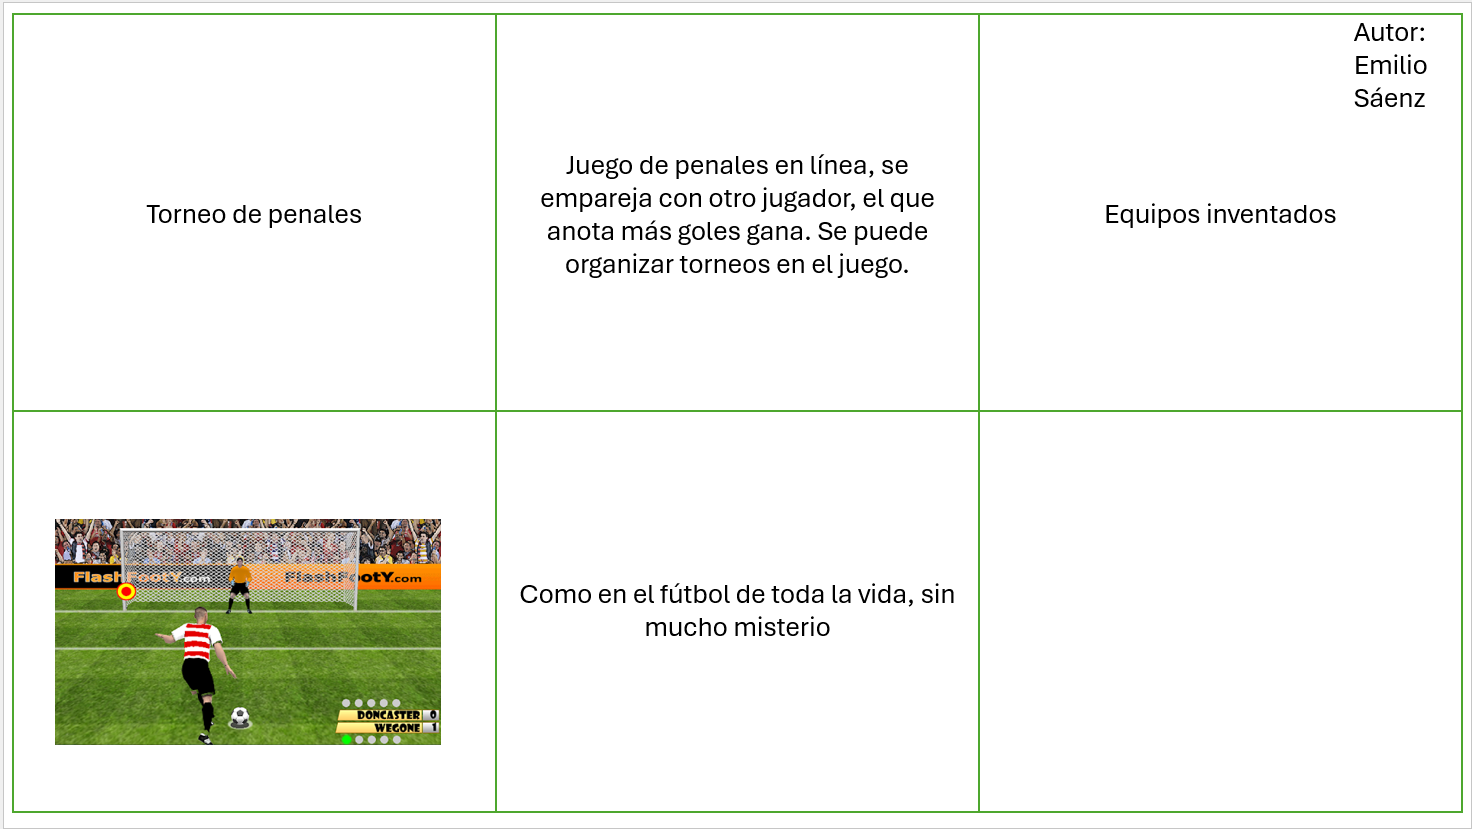 Autor:
Emilio
Sáenz
Torneo de penales
Juego de penales en línea, se
empareja con otro jugador, el que
anota más goles gana. Se puede
organizar torneos en el juego.
Equipos inventados
FlashFootY.com
FlashFootY.com
DONCASTER 0
WEGONE 1
Como en el fútbol de toda la vida, sin
mucho misterio